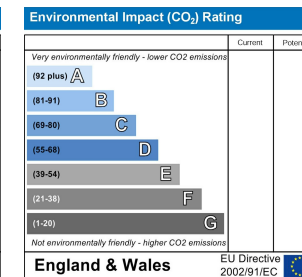 Environmental Impact (CO₂) Rating
Current Poten
Very environmentally friendly - lower CO2 emissions
(92 plus) A
(81-91) B
(69-80) C
(55-68) D
(39-54) E
(21-38) F
(1-20) G
Not environmentally friendly - higher CO2 emissions
England & Wales
EU Directive
2002/91/EC